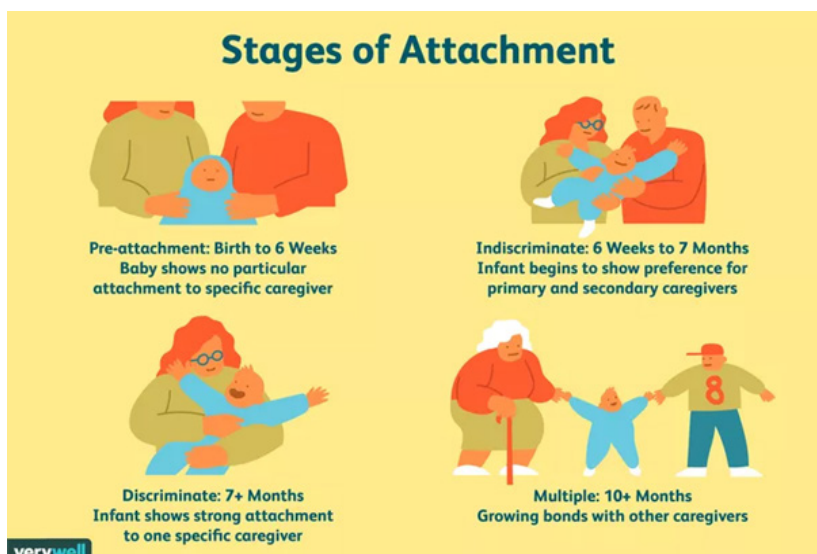 Stages of Attachment
Pre-attachment: Birth to 6 Weeks
Baby shows no particular
attachment to specific caregiver
Indiscriminate: 6 Weeks to 7 Months
Infant begins to show preference for
primary and secondary caregivers
8
Discriminate: 7+ Months
Infant shows strong attachment
to one specific caregiver
Multiple: 10+ Months
Growing bonds with other caregivers
verywell